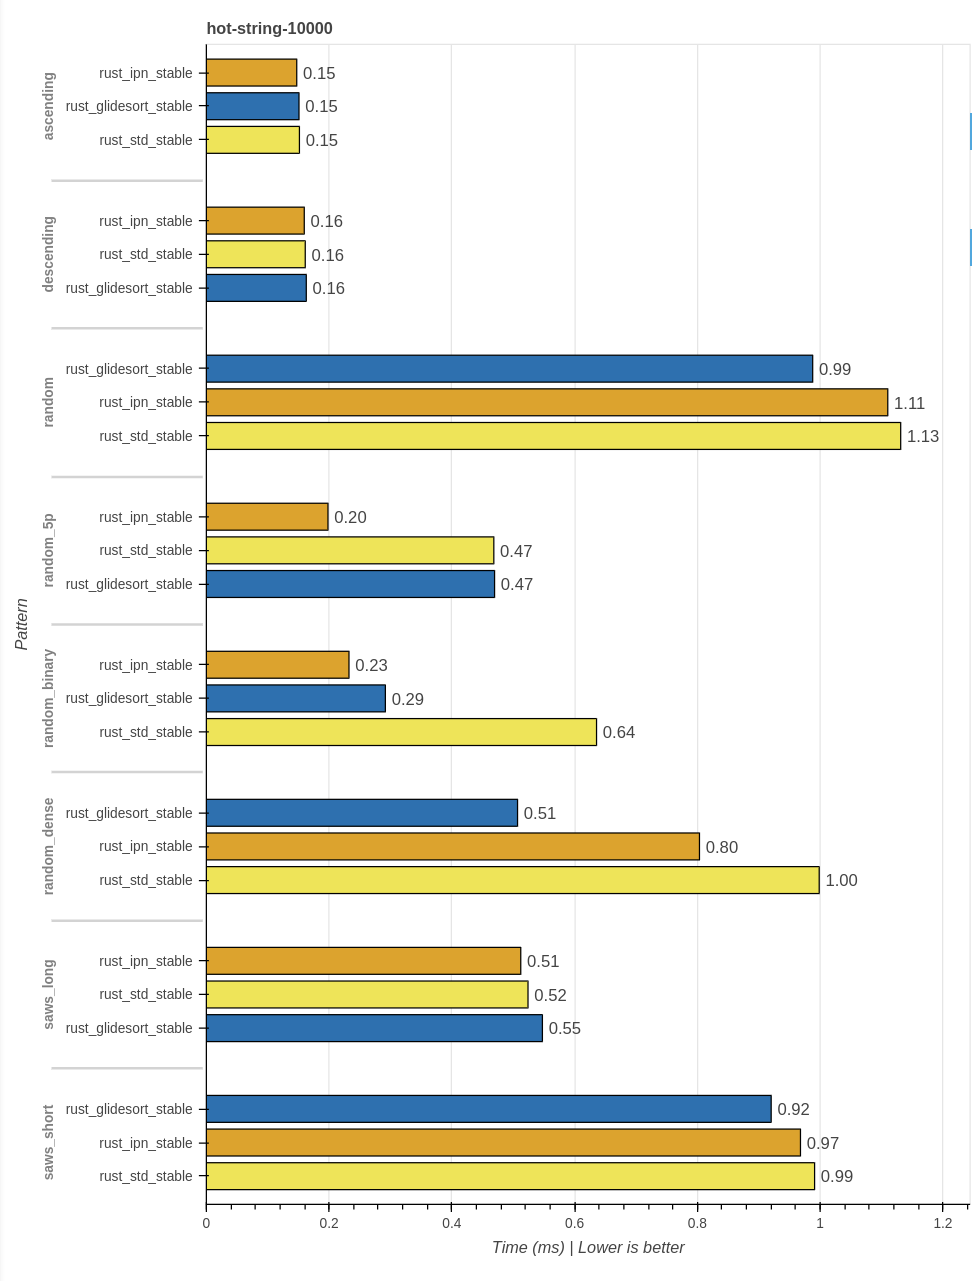 hot-string-10000
ascending
rust_ipn_stable 0.15
rust_glidesort_stable 0.15
rust_std_stable 0.15
descending
rust_ipn_stable 0.16
rust_std_stable 0.16
rust_glidesort_stable 0.16
random
rust_glidesort_stable 0.99
rust_ipn_stable 1.11
rust_std_stable 1.13
random_5p
rust_ipn_stable 0.20
rust_std_stable 0.47
rust_glidesort_stable 0.47
Pattern
random_binary
rust_ipn_stable 0.23
rust_glidesort_stable 0.29
rust_std_stable 0.64
random_dense
rust_glidesort_stable 0.51
rust_ipn_stable 0.80
rust_std_stable 1.00
saws_long
rust_ipn_stable 0.51
rust_std_stable 0.52
rust_glidesort_stable 0.55
saws_short
rust_glidesort_stable 0.92
rust_ipn_stable 0.97
rust_std_stable 0.99
0 0.2 0.4 0.6 0.8 1 1.2
Time (ms) | Lower is better